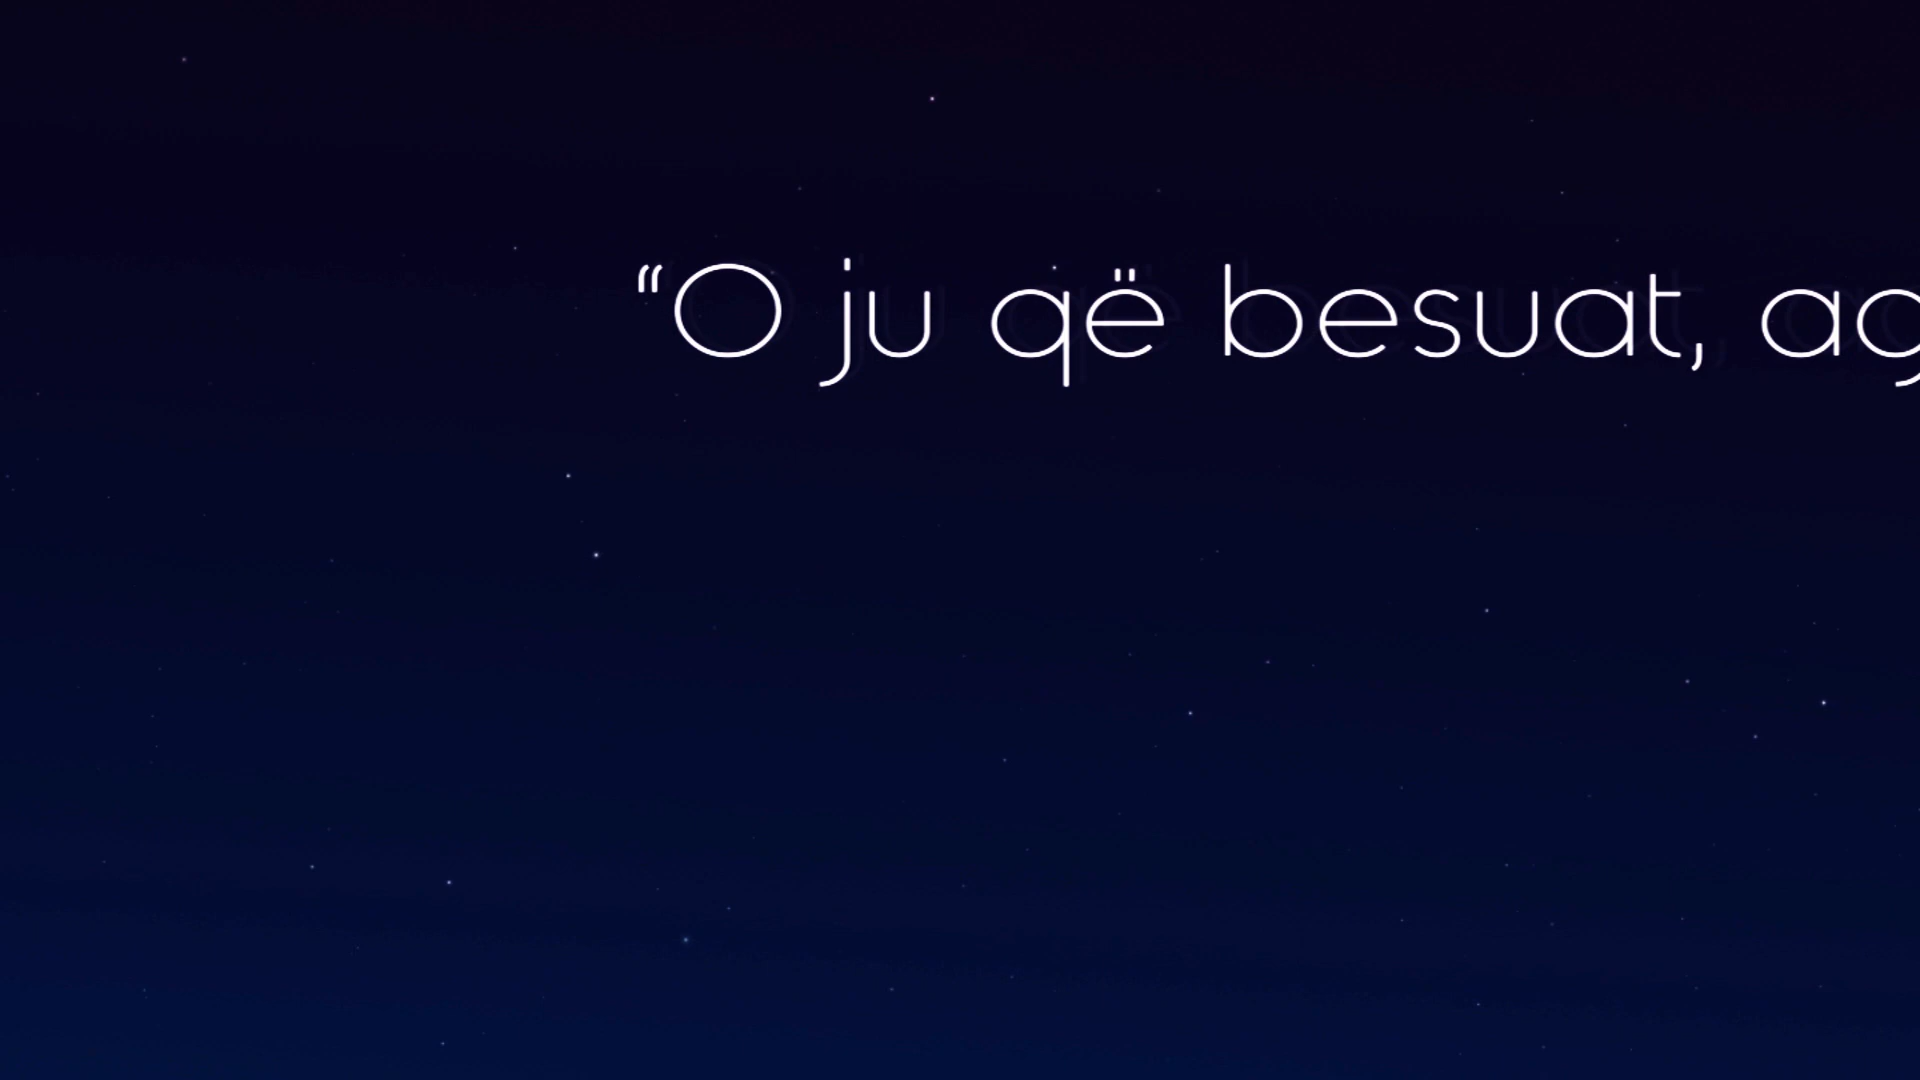 “O ju që besuat,